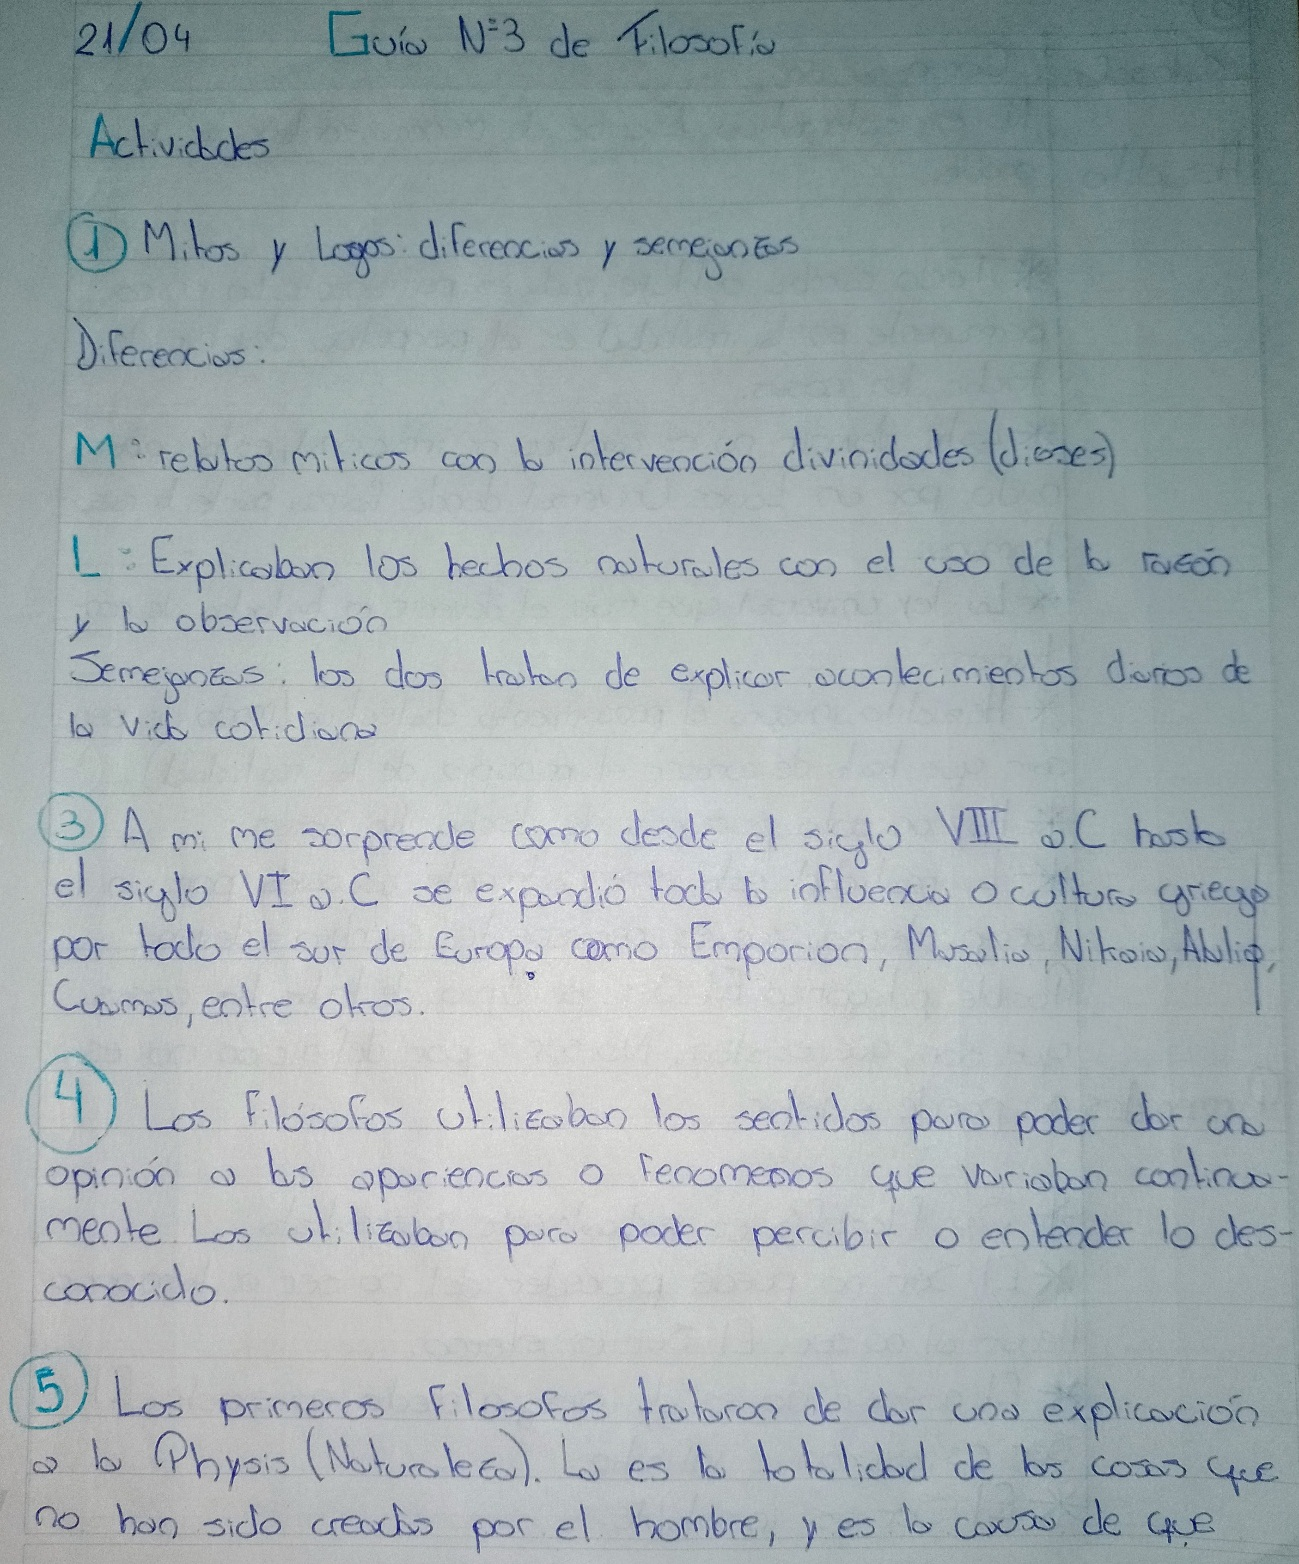 21/04 Guía N°3 de Filosofía
Actividades
① Mitos y Logos: diferencias y semejanzas
Diferencias:
M: relatos míticos con la intervención divinidades (dioses)
L: Explicaban los hechos naturales con el uso de la razón
y la observación
Semejanzas: los dos tratan de explicar acontecimientos diarios de
la vida cotidiana
③ A mi me sorprende como desde el siglo VIII a.C hasta
el siglo VI a.C se expandió toda la influencia o cultura griega
por todo el sur de Europa como Emporion, Massalia, Nikaia,
Cuamas, entre otros.
④ Los filósofos utilizaban los sentidos para poder dar una
opinión a las apariencias o fenomenos que variaban continua-
mente Los utilizaban para poder percibir o entender lo des-
conocido.
⑤ Los primeros filosofos trataron de dar una explicación
a la Physis (Naturaleza). La es la totalidad de las cosas que
no han sido creadas por el hombre, y es la causa de que